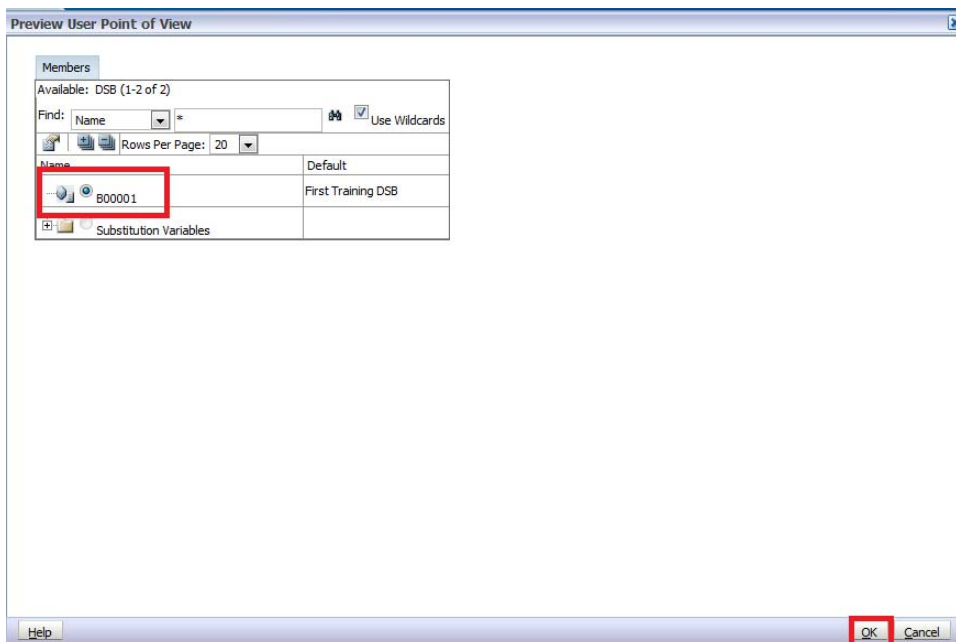 Preview User Point of View
Members
Available: DSB (1-2 of 2)
Find: Name * Use Wildcards
Rows Per Page: 20
Name Default
B00001 First Training DSB
Substitution Variables
Help OK Cancel